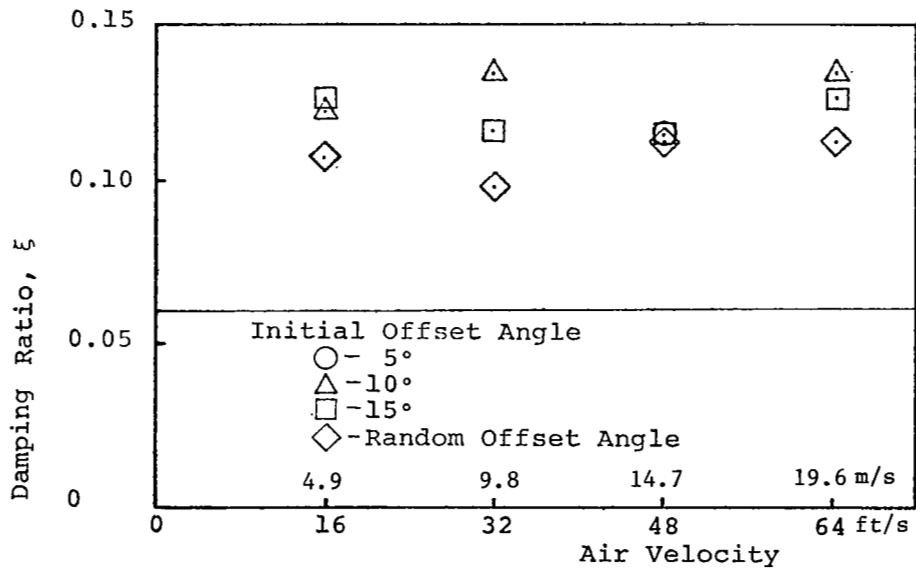 0.15
0.10
Damping Ratio, ξ
0.05
Initial Offset Angle
- 5°
-10°
-15°
-Random Offset Angle
4.9 9.8 14.7 19.6 m/s
0
0 16 32 48 64 ft/s
Air Velocity